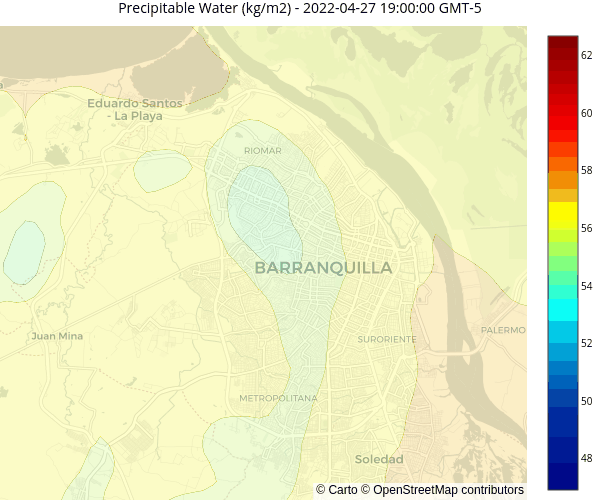 Precipitable Water (kg/m2) - 2022-04-27 19:00:00 GMT-5
Eduardo Santos
- La Playa
RIOMAR
BARRANQUILLA
Juan Mina
SURORIENTE
PALERMO
METROPOLITANA
Soledad
© Carto © OpenStreetMap contributors
62
60
58
56
54
52
50
48